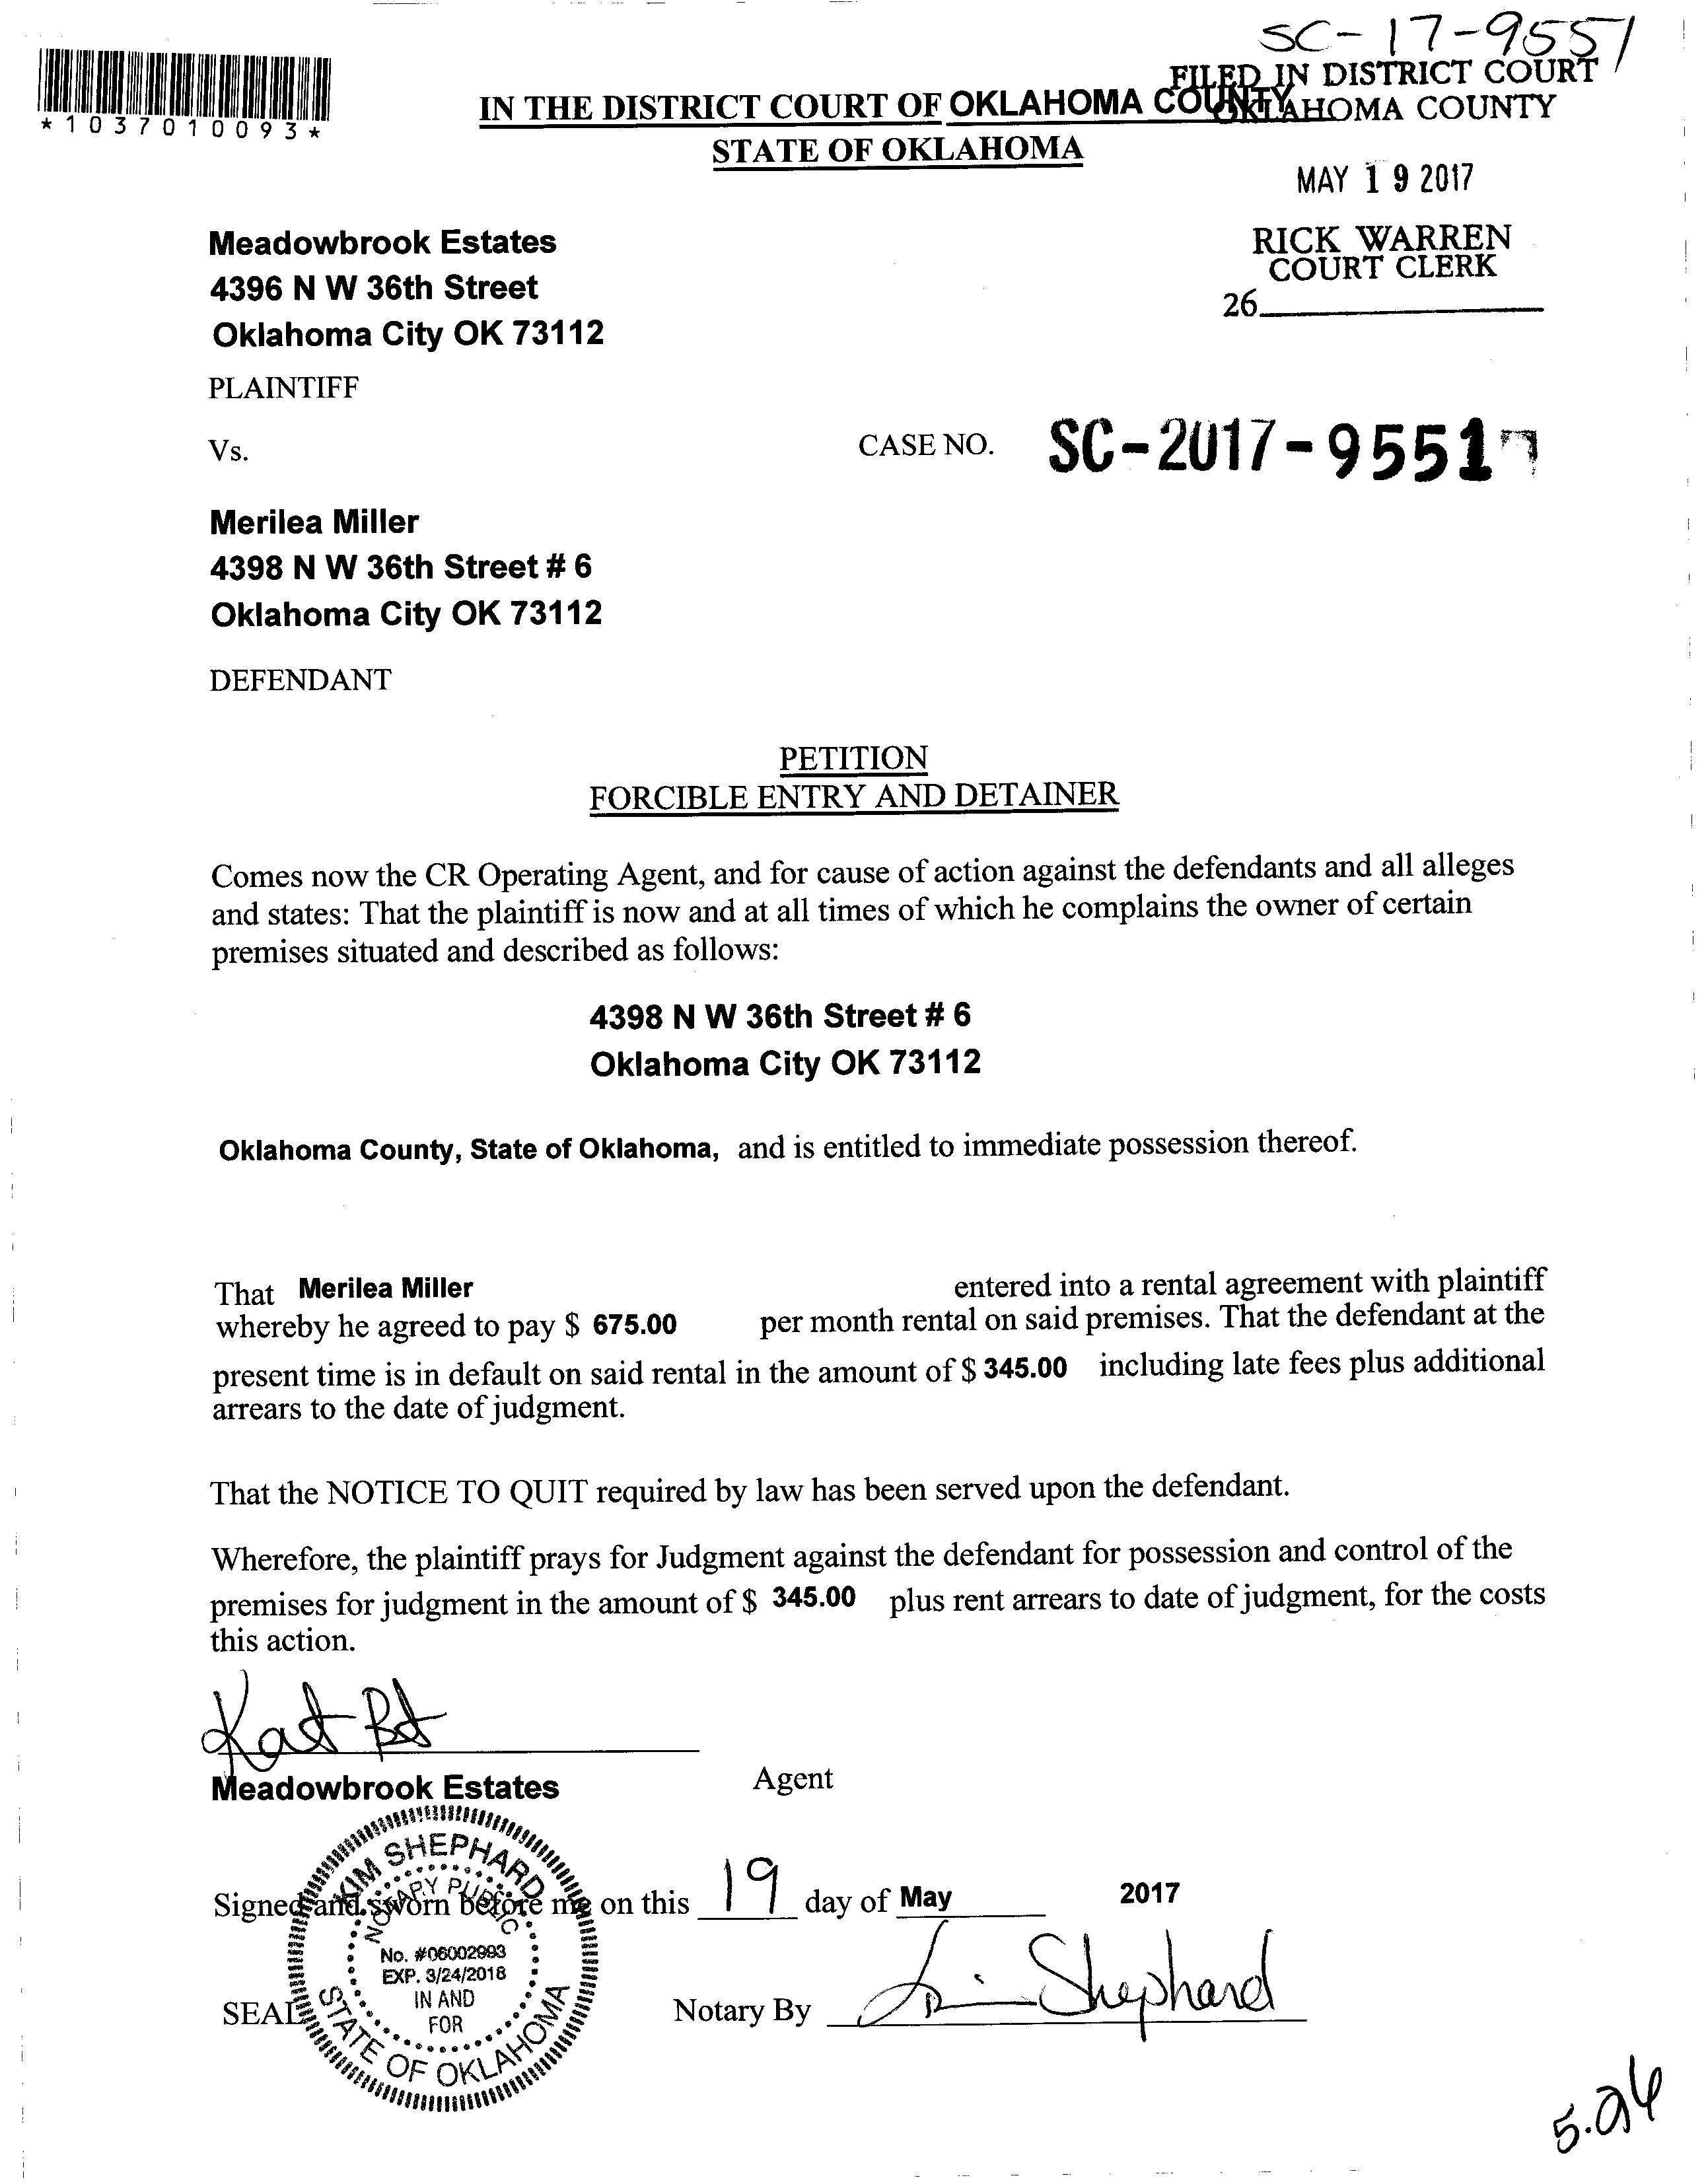 SC-17-9551
FILED IN DISTRICT COURT
OKLAHOMA COUNTY
*1037010093*
IN THE DISTRICT COURT OF OKLAHOMA COUNTY
STATE OF OKLAHOMA
MAY 19 2017
RICK WARREN
COURT CLERK
26
Meadowbrook Estates
4396 N W 36th Street
Oklahoma City OK 73112
PLAINTIFF
Vs.
CASE NO. SC-2017-9551
Merilea Miller
4398 N W 36th Street # 6
Oklahoma City OK 73112
DEFENDANT
PETITION
FORCIBLE ENTRY AND DETAINER
Comes now the CR Operating Agent, and for cause of action against the defendants and all alleges
and states: That the plaintiff is now and at all times of which he complains the owner of certain
premises situated and described as follows:
4398 N W 36th Street # 6
Oklahoma City OK 73112
Oklahoma County, State of Oklahoma, and is entitled to immediate possession thereof.
That Merilea Miller entered into a rental agreement with plaintiff
whereby he agreed to pay $ 675.00 per month rental on said premises. That the defendant at the
present time is in default on said rental in the amount of $ 345.00 including late fees plus additional
arrears to the date of judgment.
That the NOTICE TO QUIT required by law has been served upon the defendant.
Wherefore, the plaintiff prays for Judgment against the defendant for possession and control of the
premises for judgment in the amount of $ 345.00 plus rent arrears to date of judgment, for the costs
this action.
Meadowbrook Estates Agent
Signed and sworn before me on this 19 day of May 2017
KIM SHEPHARD
NOTARY PUBLIC
No. #06002993
EXP. 3/24/2018
IN AND
FOR
STATE OF OKLAHOMA
SEAL
Notary By Shephard
5.26